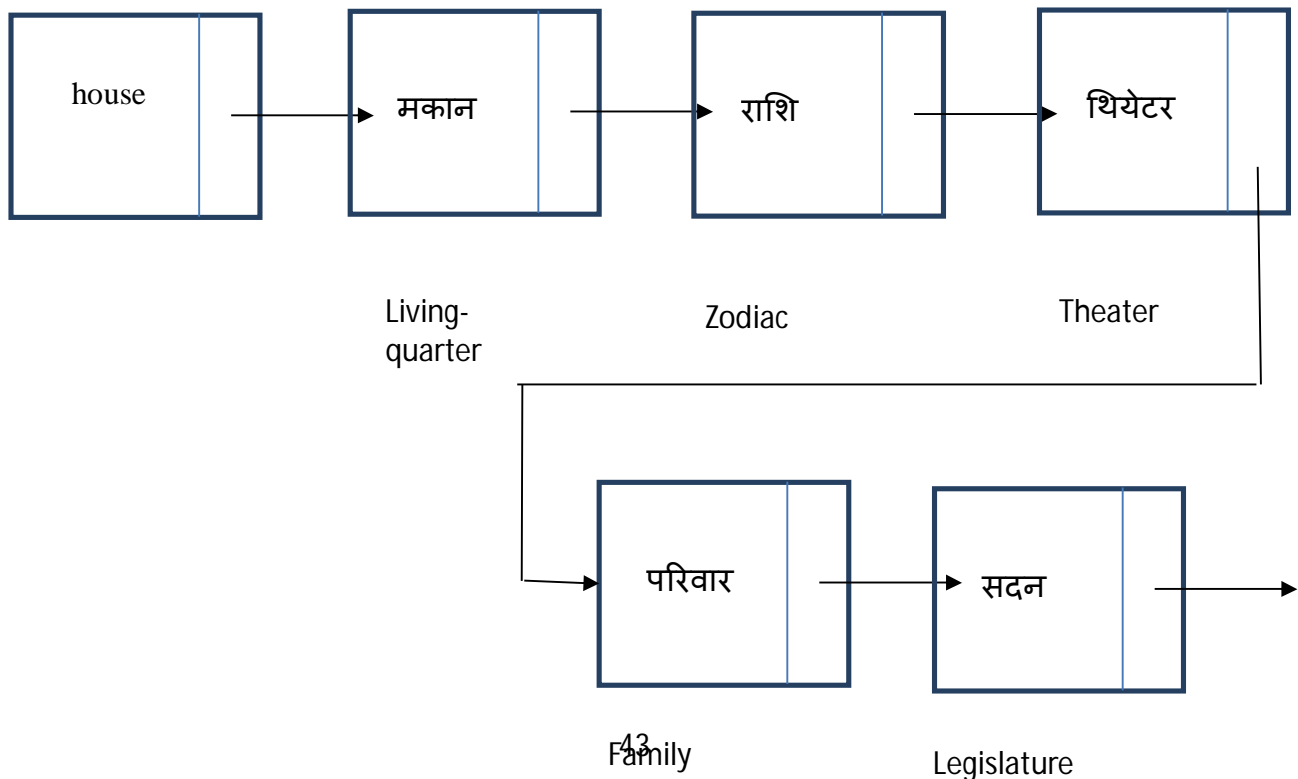 house
मकान
राशि
थियेटर
Living-
quarter
Zodiac
Theater
परिवार
सदन
Family
43
Legislature